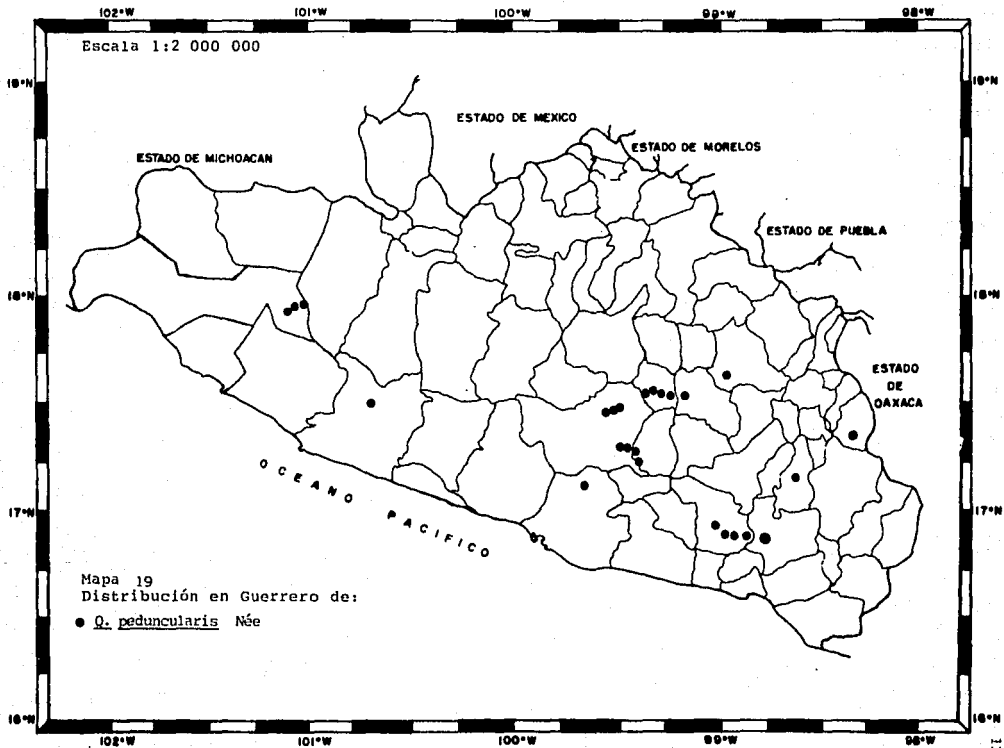 102°W 101°W 100°W 99°W 98°W
Escala 1:2 000 000
19°N 19°N
ESTADO DE MEXICO
ESTADO DE MORELOS
ESTADO DE MICHOACAN
ESTADO DE PUEBLA
18°N 18°N
ESTADO
DE
OAXACA
OCEANO
PACIFICO
17°N 17°N
Mapa 19
Distribución en Guerrero de:
● Q. peduncularis Née
16°N 16°N
102°W 101°W 100°W 99°W 98°W